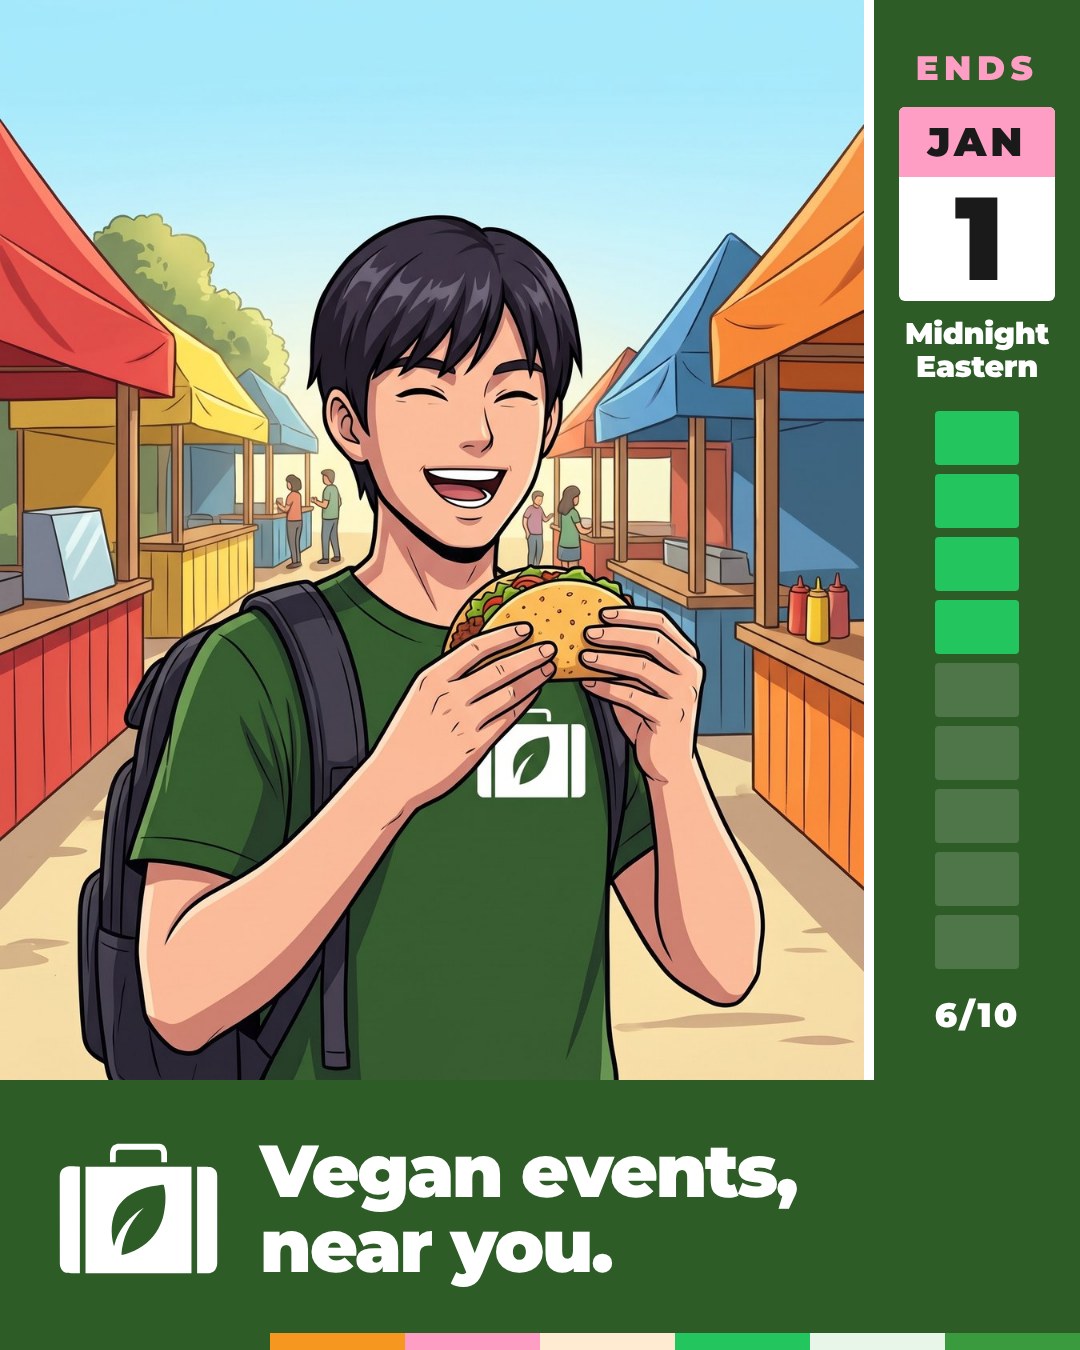 ENDS
JAN
1
Midnight
Eastern
6/10
Vegan events,
near you.